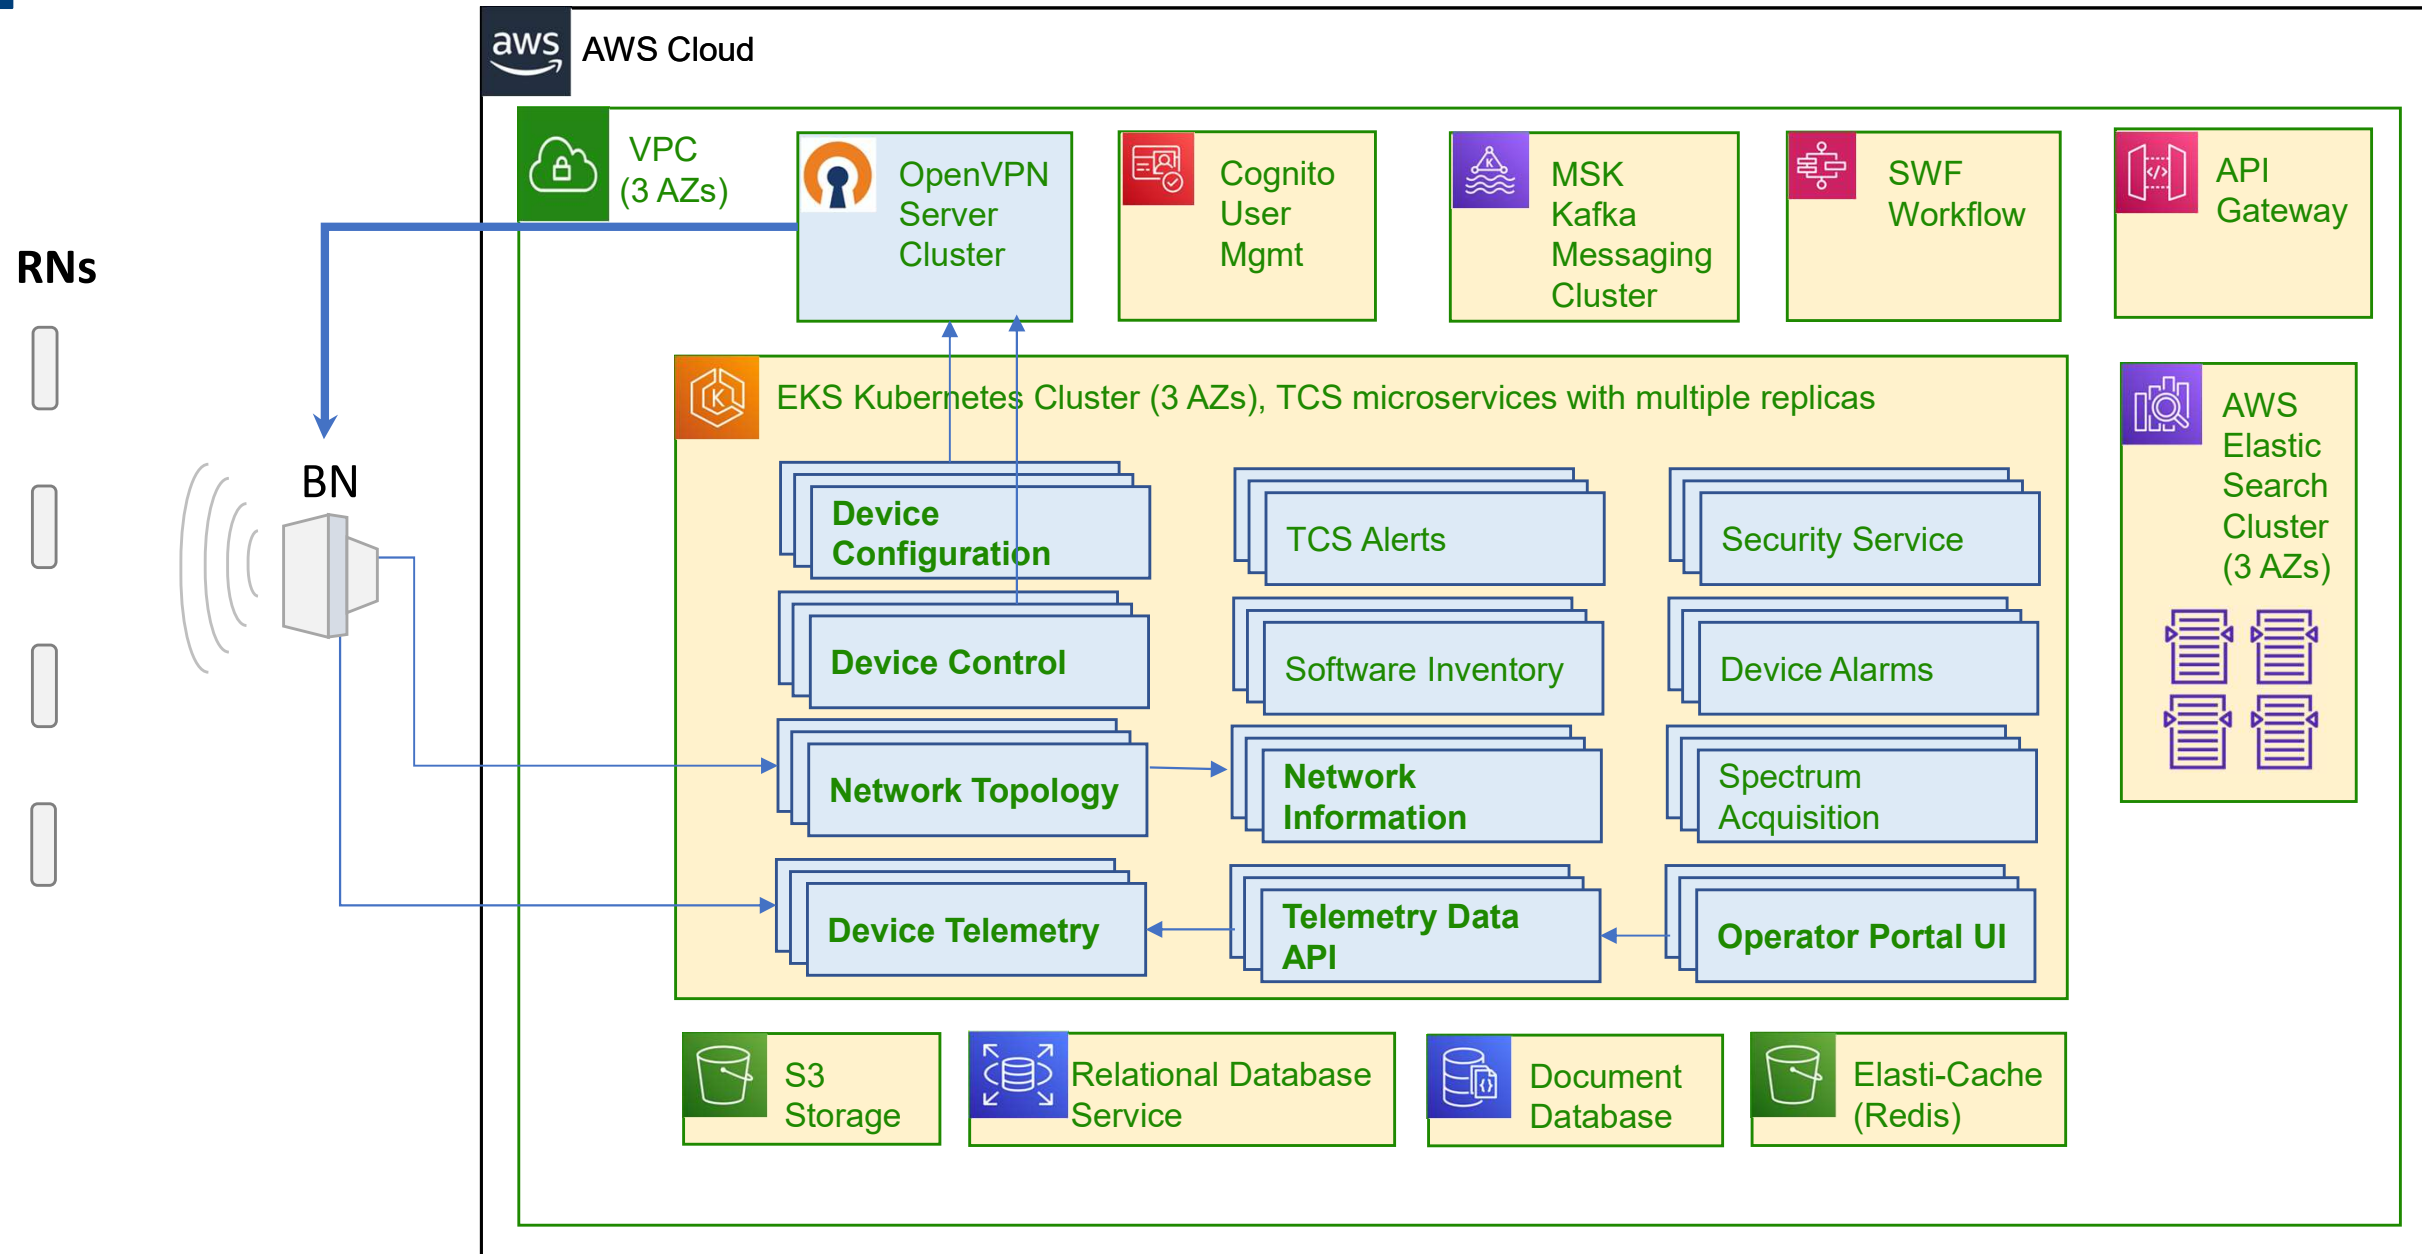 aws
AWS Cloud
VPC
(3 AZs)
OpenVPN
Server
Cluster
Cognito
User
Mgmt
MSK
Kafka
Messaging
Cluster
SWF
Workflow
API
Gateway
RNs
BN
EKS Kubernetes Cluster (3 AZs), TCS microservices with multiple replicas
AWS
Elastic
Search
Cluster
(3 AZs)
Device
Configuration
TCS Alerts
Security Service
Device Control
Software Inventory
Device Alarms
Network Topology
Network
Information
Spectrum
Acquisition
Device Telemetry
Telemetry Data
API
Operator Portal UI
S3
Storage
Relational Database
Service
Document
Database
Elasti-Cache
(Redis)